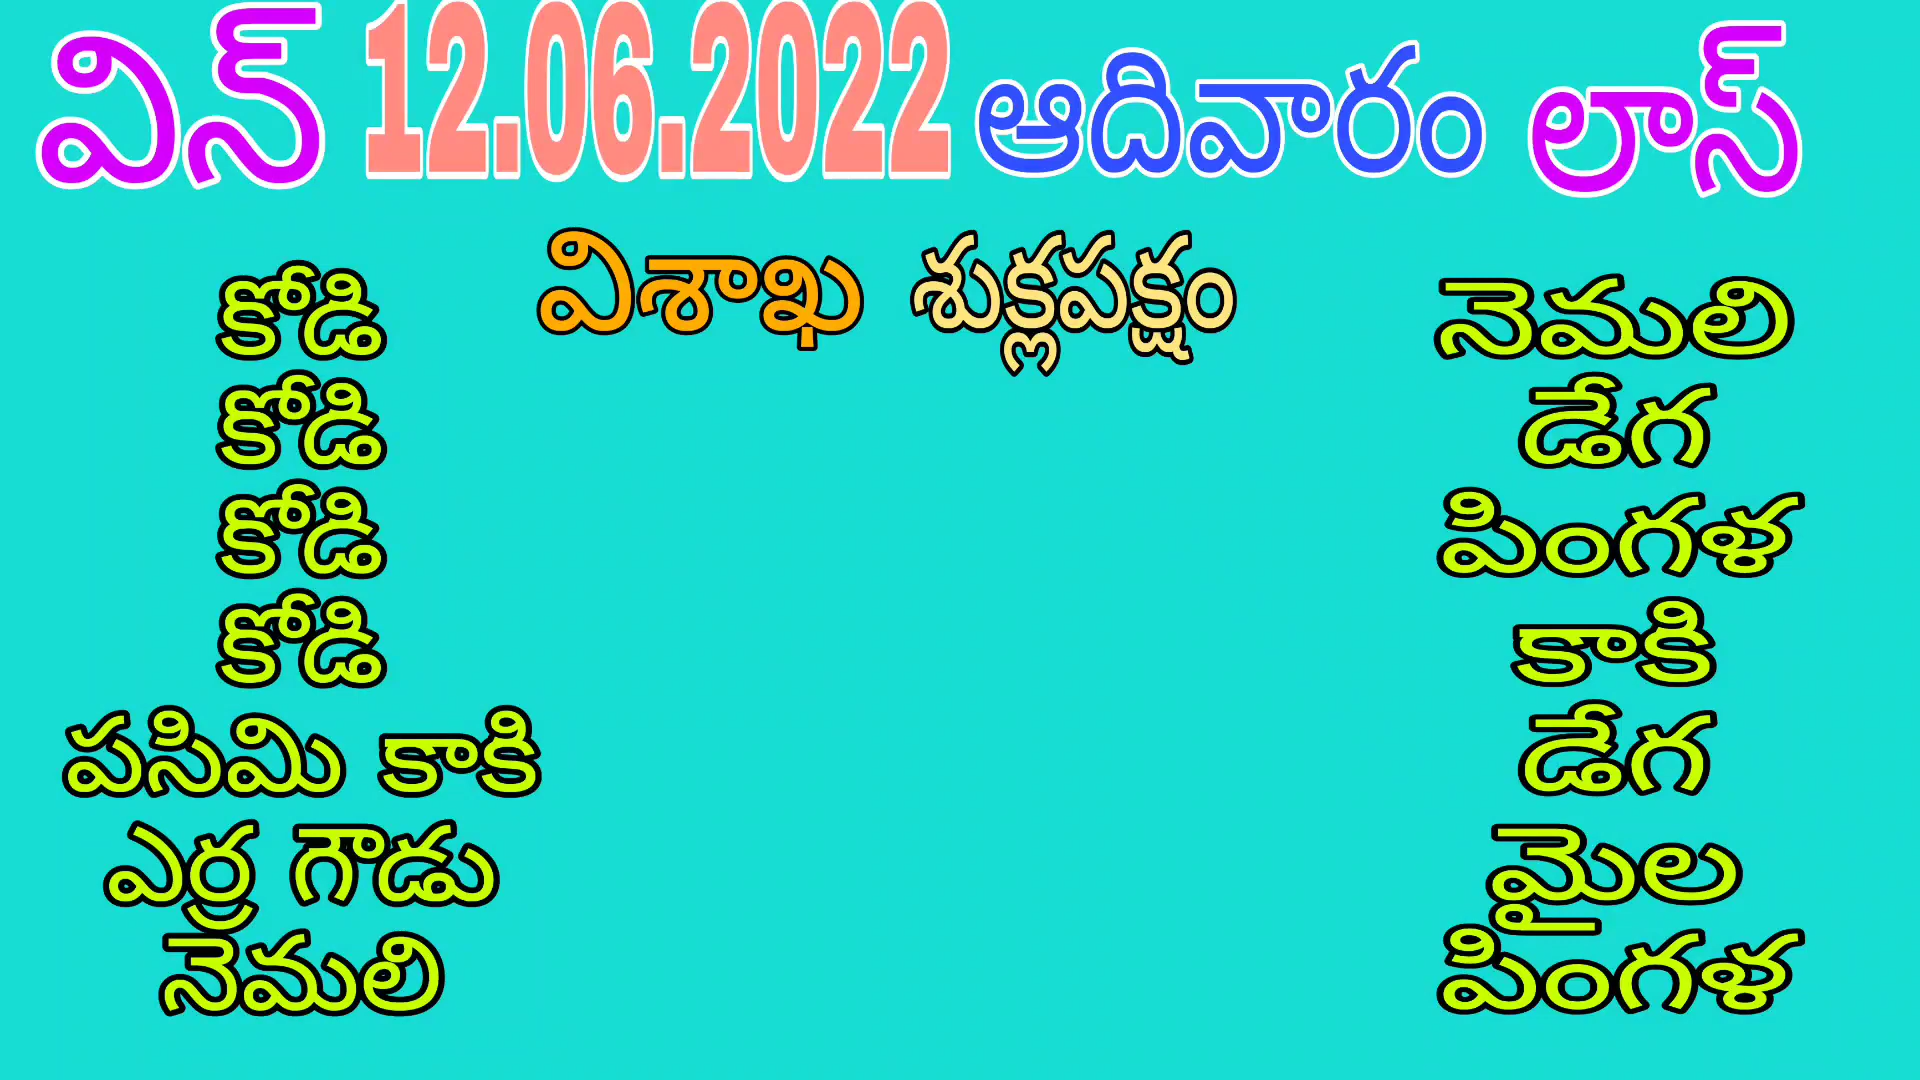 విన్ 12.06.2022 ఆదివారం లాస్
విశాఖ శుక్లపక్షం
కోడి నెమలి
కోడి డేగ
కోడి పింగళ
కోడి కాకి
పసిమి కాకి డేగ
ఎర్ర గౌడు మైల
నెమలి పింగళ